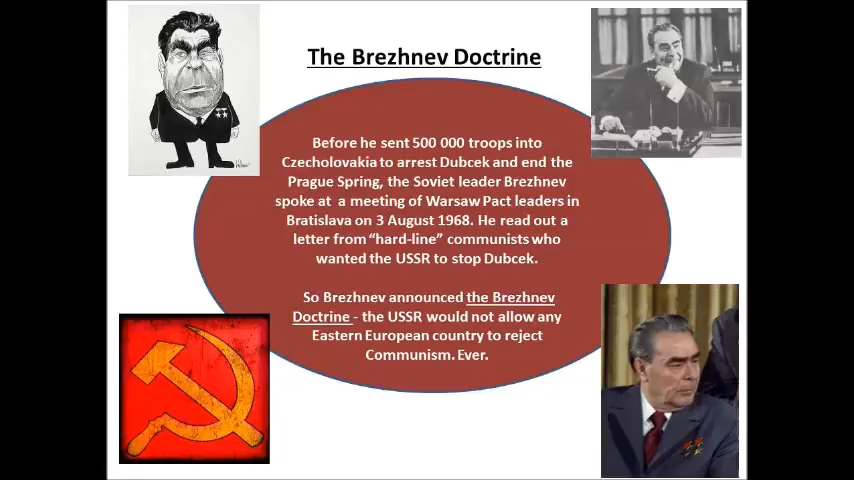 The Brezhnev Doctrine
Before he sent 500 000 troops into
Czecholovakia to arrest Dubcek and end the
Prague Spring, the Soviet leader Brezhnev
spoke at a meeting of Warsaw Pact leaders in
Bratislava on 3 August 1968. He read out a
letter from “hard-line” communists who
wanted the USSR to stop Dubcek.
So Brezhnev announced the Brezhnev
Doctrine - the USSR would not allow any
Eastern European country to reject
Communism. Ever.